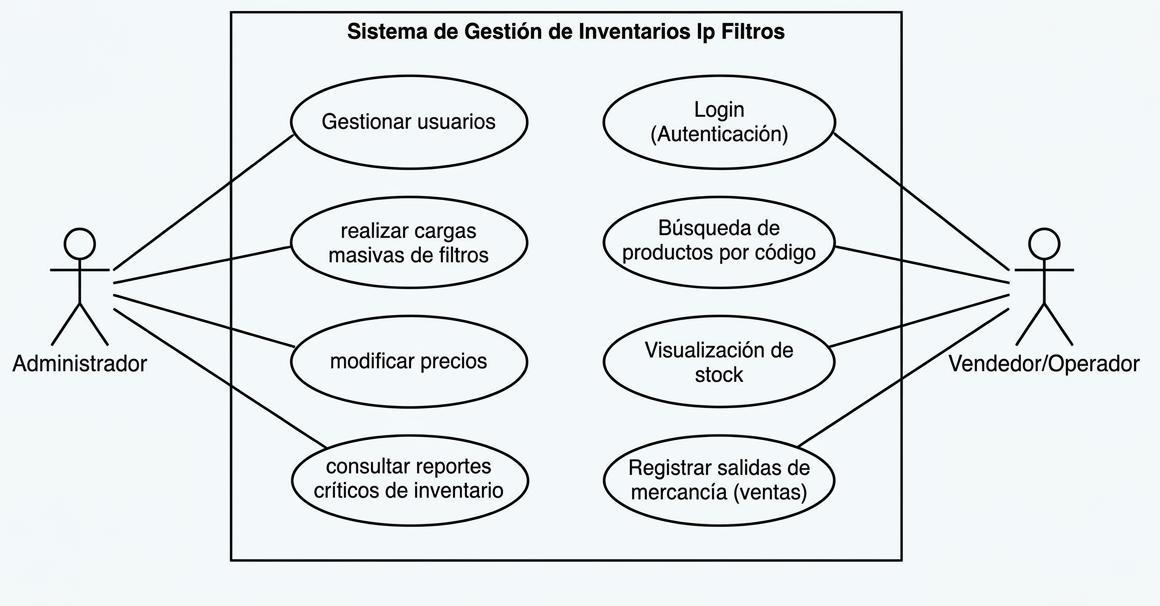 Sistema de Gestión de Inventarios lp Filtros
Gestionar usuarios
realizar cargas
masivas de filtros
modificar precios
consultar reportes
críticos de inventario
Login
(Autenticación)
Búsqueda de
productos por código
Visualización de
stock
Registrar salidas de
mercancía (ventas)
Administrador
Vendedor/Operador